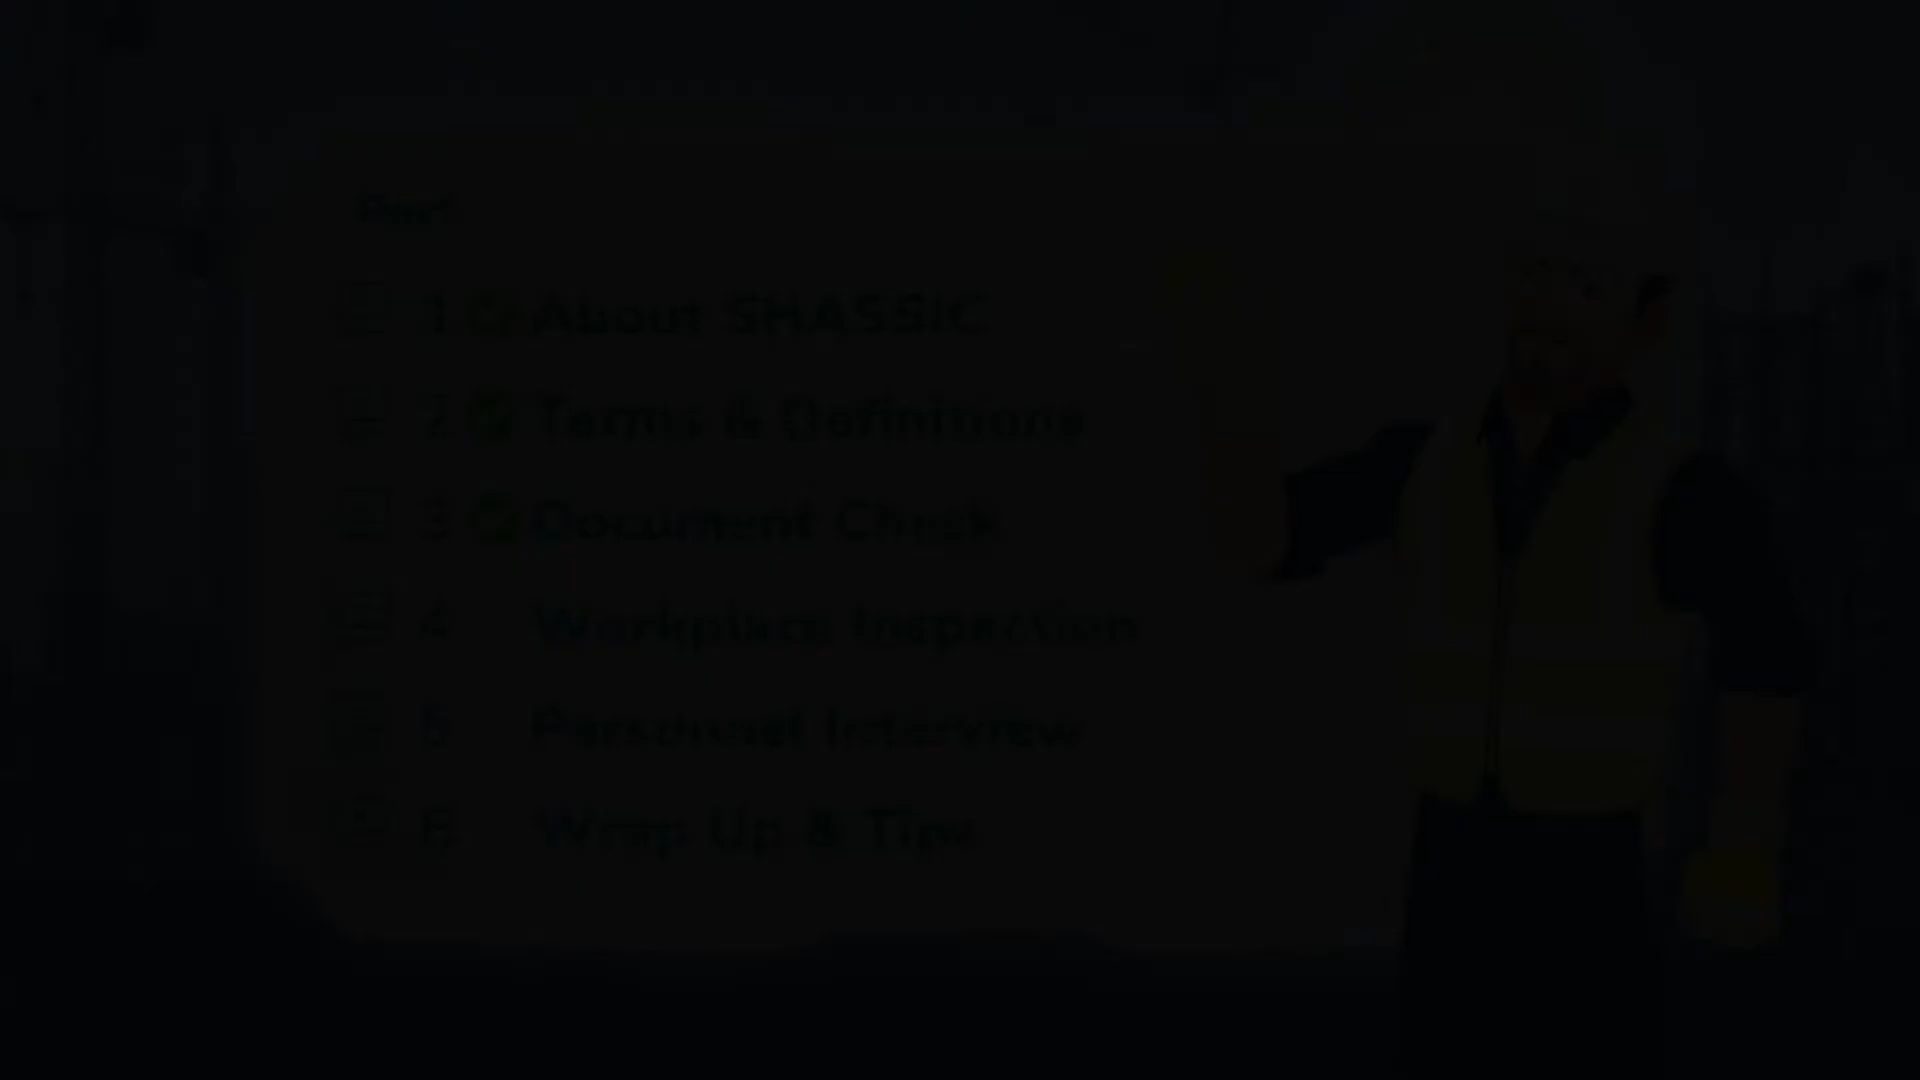 Part
1 About SHASSIC
2 Terms & Definitions
3 Document Check
4 Workplace Inspection
5 Personnel Interview
6 Wrap Up & Tips